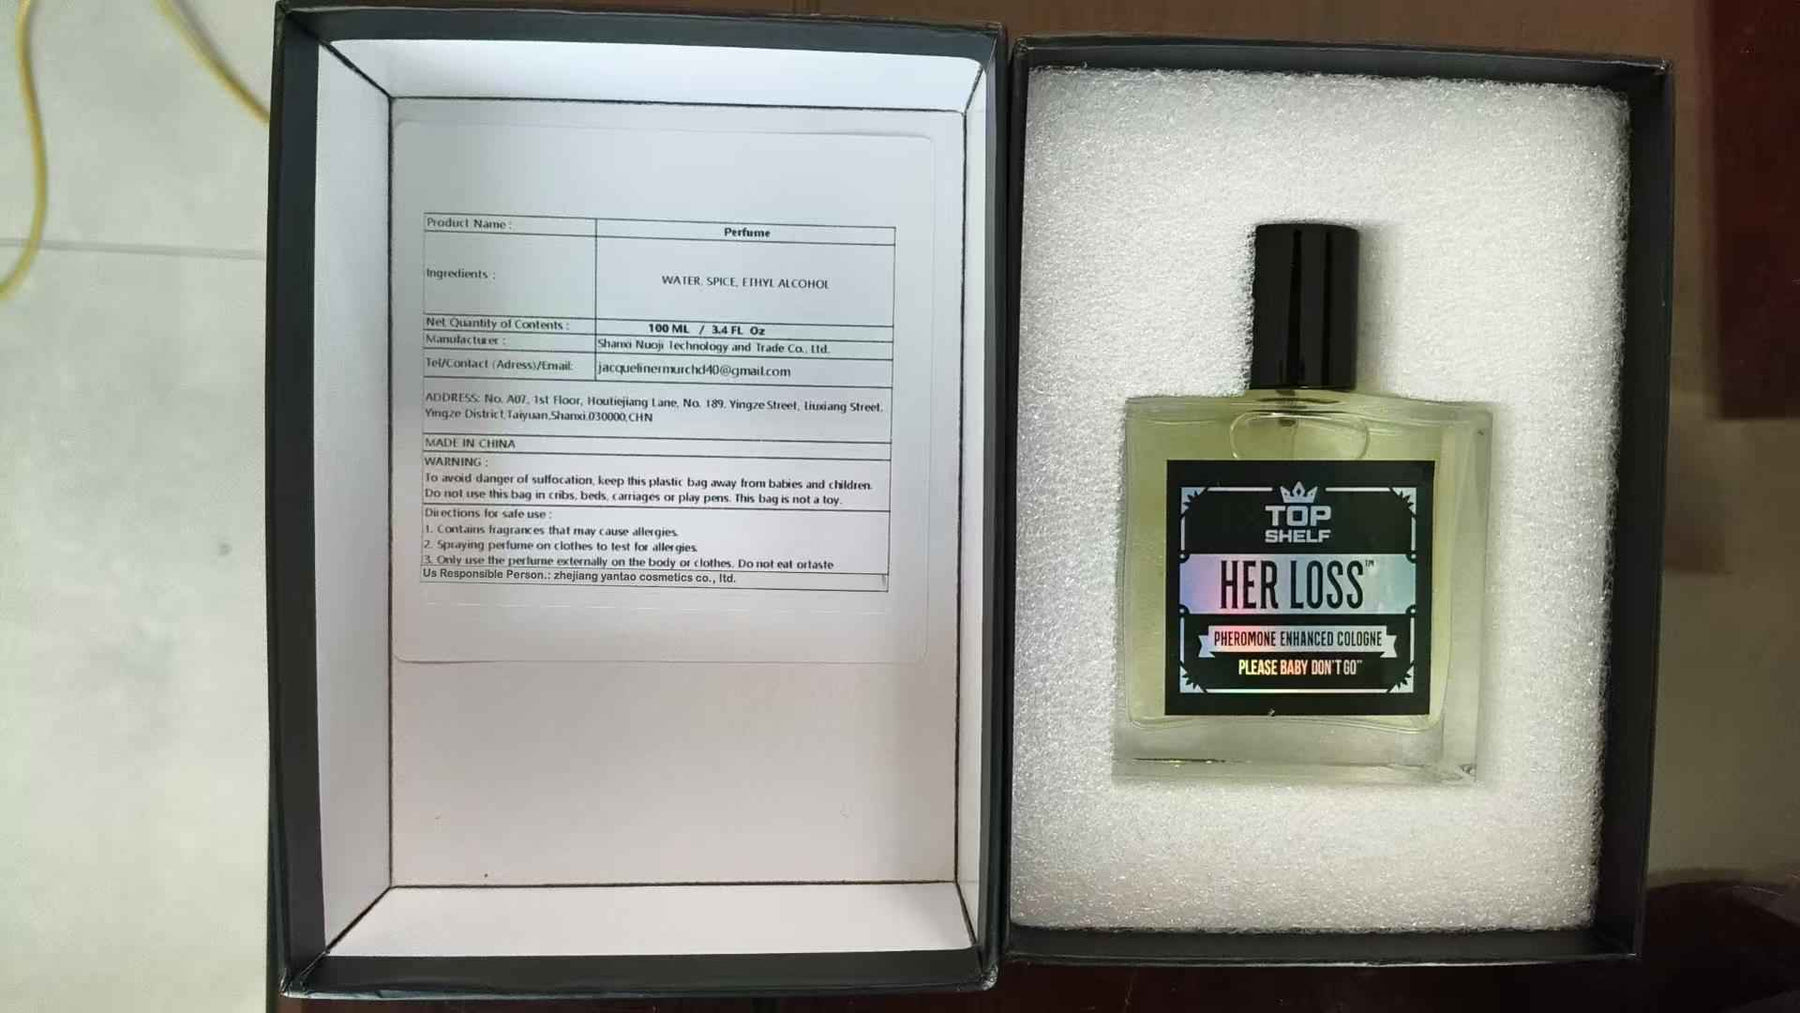 Product Name :
Perfume
Ingredients :
WATER, SPICE, ETHYL ALCOHOL
Net Quantity of Contents :
100 ML / 3.4 FL Oz
Manufacturer :
Shanxi Nuoji Technology and Trade Co., Ltd.
Tel/Contact (Adress)/Email:
jacquelinermurchd40@gmail.com
ADDRESS: No. A07, 1st Floor, Houtiejiang Lane, No. 189, Yingze Street, Liuxiang Street,
Yingze District,Taiyuan,Shanxi,030000,CHN
MADE IN CHINA
WARNING :
To avoid danger of suffocation, keep this plastic bag away from babies and children.
Do not use this bag in cribs, beds, carriages or play pens. This bag is not a toy.
Directions for safe use :
1. Contains fragrances that may cause allergies.
2. Spraying perfume on clothes to test for allergies.
3. Only use the perfume externally on the body or clothes. Do not eat ortaste
Us Responsible Person.: zhejiang yantao cosmetics co., ltd.
TOP
SHELF
HER LOSS™
PHEROMONE ENHANCED COLOGNE
PLEASE BABY DON'T GO™